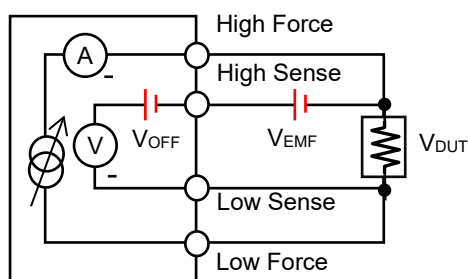 High Force
A
-
High Sense
V
-
VOFF
VEMF
VDUT
Low Sense
Low Force